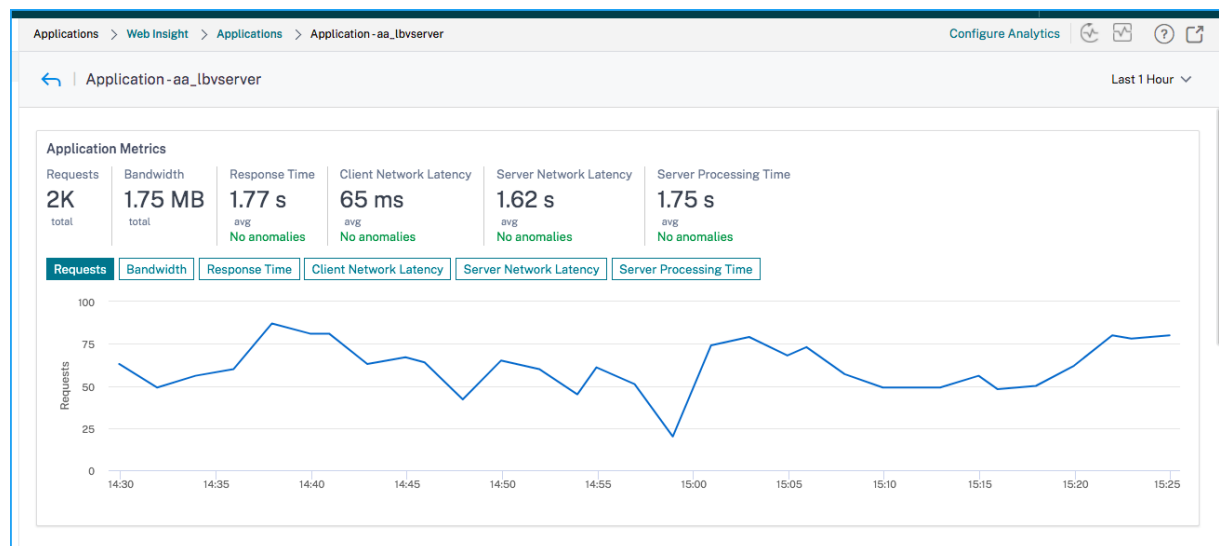 Applications > Web Insight > Applications > Application - aa_lbvserver Configure Analytics ?
Application - aa_lbvserver Last 1 Hour
Application Metrics
Requests Bandwidth Response Time Client Network Latency Server Network Latency Server Processing Time
2K 1.75 MB 1.77 s 65 ms 1.62 s 1.75 s
total total avg avg avg avg
No anomalies No anomalies No anomalies No anomalies
Requests Bandwidth Response Time Client Network Latency Server Network Latency Server Processing Time
100
75
50
25
0
Requests
14:30 14:35 14:40 14:45 14:50 14:55 15:00 15:05 15:10 15:15 15:20 15:25